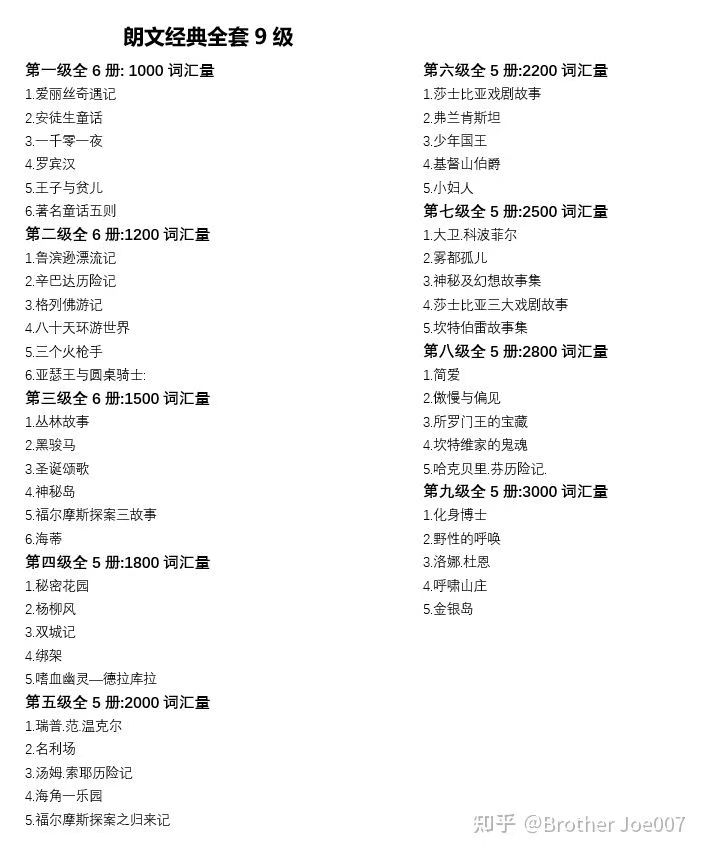 朗文经典全套 9 级
第一级全 6 册: 1000 词汇量
1.爱丽丝奇遇记
2.安徒生童话
3.一千零一夜
4.罗宾汉
5.王子与贫儿
6.著名童话五则
第二级全 6 册:1200 词汇量
1.鲁滨逊漂流记
2.辛巴达历险记
3.格列佛游记
4.八十天环游世界
5.三个火枪手
6.亚瑟王与圆桌骑士:
第三级全 6 册:1500 词汇量
1.丛林故事
2.黑骏马
3.圣诞颂歌
4.神秘岛
5.福尔摩斯探案三故事
6.海蒂
第四级全 5 册:1800 词汇量
1.秘密花园
2.杨柳风
3.双城记
4.绑架
5.嗜血幽灵—德拉库拉
第五级全 5 册:2000 词汇量
1.瑞普.范.温克尔
2.名利场
3.汤姆.索耶历险记
4.海角一乐园
5.福尔摩斯探案之归来记
第六级全 5 册:2200 词汇量
1.莎士比亚戏剧故事
2.弗兰肯斯坦
3.少年国王
4.基督山伯爵
5.小妇人
第七级全 5 册:2500 词汇量
1.大卫.科波菲尔
2.雾都孤儿
3.神秘及幻想故事集
4.莎士比亚三大戏剧故事
5.坎特伯雷故事集
第八级全 5 册:2800 词汇量
1.简爱
2.傲慢与偏见
3.所罗门王的宝藏
4.坎特维家的鬼魂
5.哈克贝里.芬历险记.
第九级全 5 册:3000 词汇量
1.化身博士
2.野性的呼唤
3.洛娜.杜恩
4.呼啸山庄
5.金银岛
知乎 @Brother Joe007